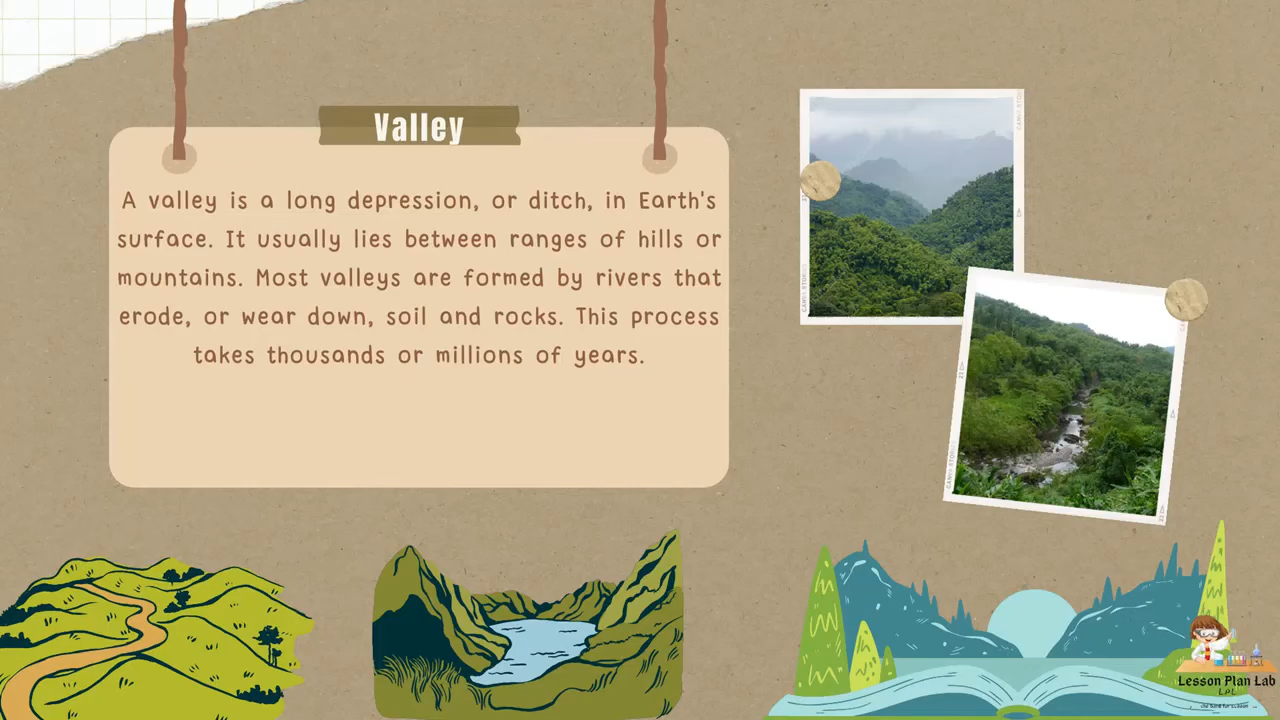 Valley
A valley is a long depression, or ditch, in Earth's
surface. It usually lies between ranges of hills or
mountains. Most valleys are formed by rivers that
erode, or wear down, soil and rocks. This process
takes thousands or millions of years.
Lesson Plan Lab
LPL